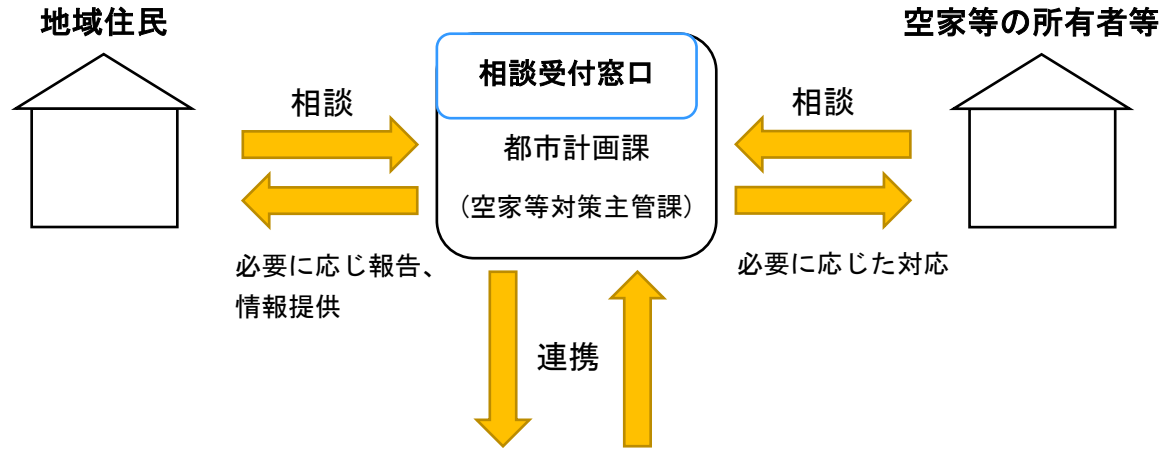 地域住民
空家等の所有者等
相談受付窓口
相談
相談
都市計画課
（空家等対策主管課）
必要に応じ報告、
情報提供
必要に応じた対応
連携